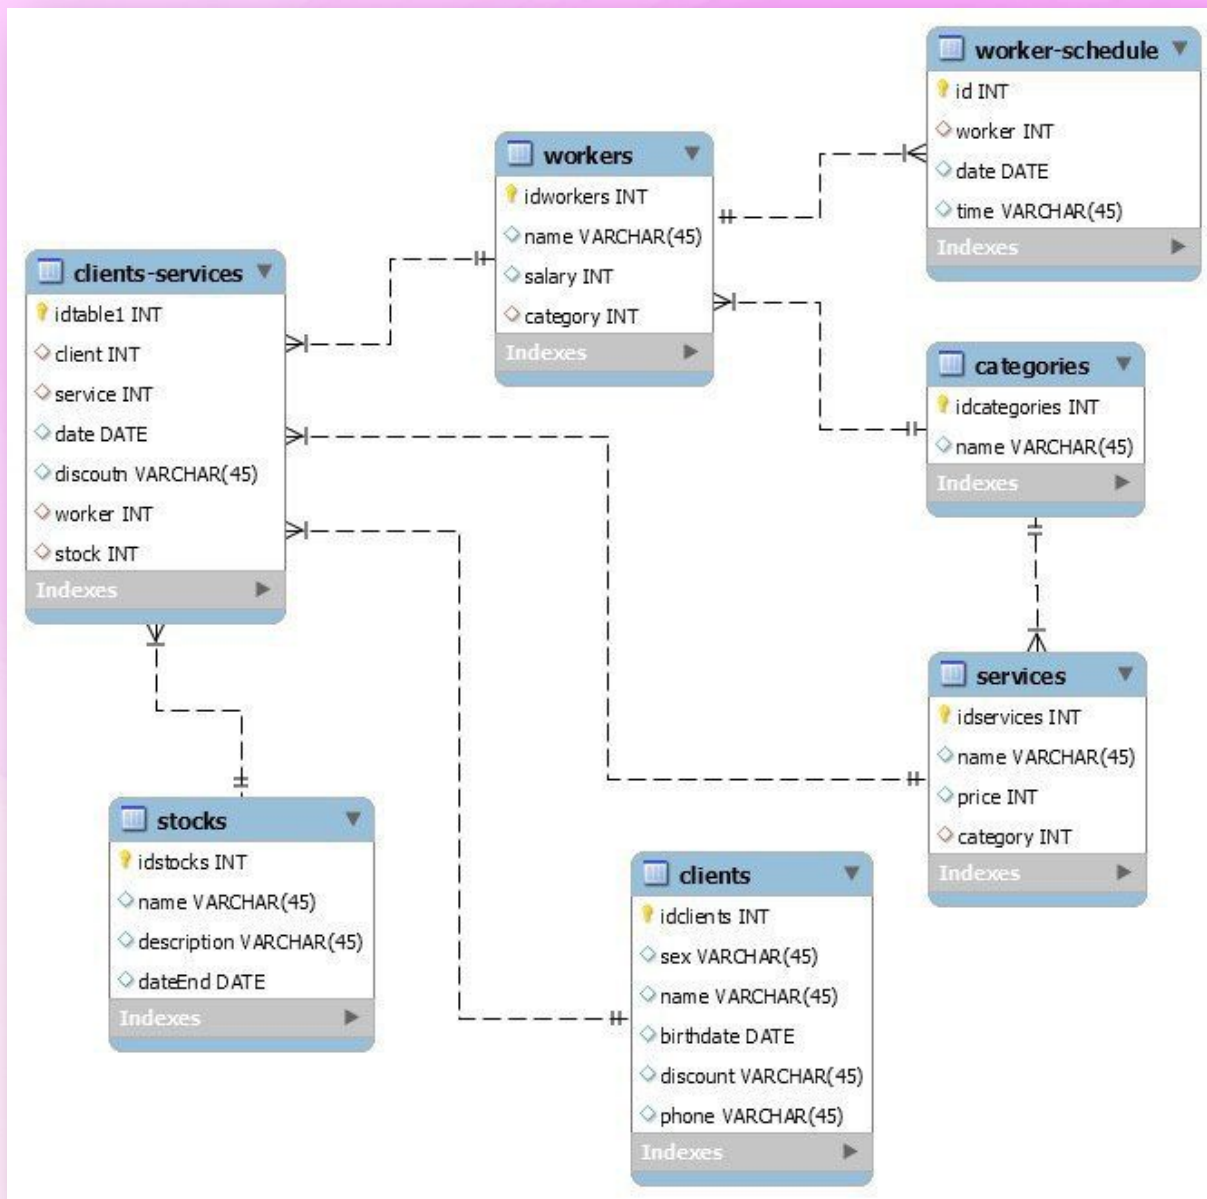 worker-schedule
id INT
worker INT
date DATE
time VARCHAR(45)
Indexes
workers
idworkers INT
name VARCHAR(45)
salary INT
category INT
Indexes
clients-services
idtable1 INT
client INT
service INT
date DATE
discoutn VARCHAR(45)
worker INT
stock INT
Indexes
categories
idcategories INT
name VARCHAR(45)
Indexes
services
idservices INT
name VARCHAR(45)
price INT
category INT
Indexes
stocks
idstocks INT
name VARCHAR(45)
description VARCHAR(45)
dateEnd DATE
Indexes
clients
idclients INT
sex VARCHAR(45)
name VARCHAR(45)
birthdate DATE
discount VARCHAR(45)
phone VARCHAR(45)
Indexes